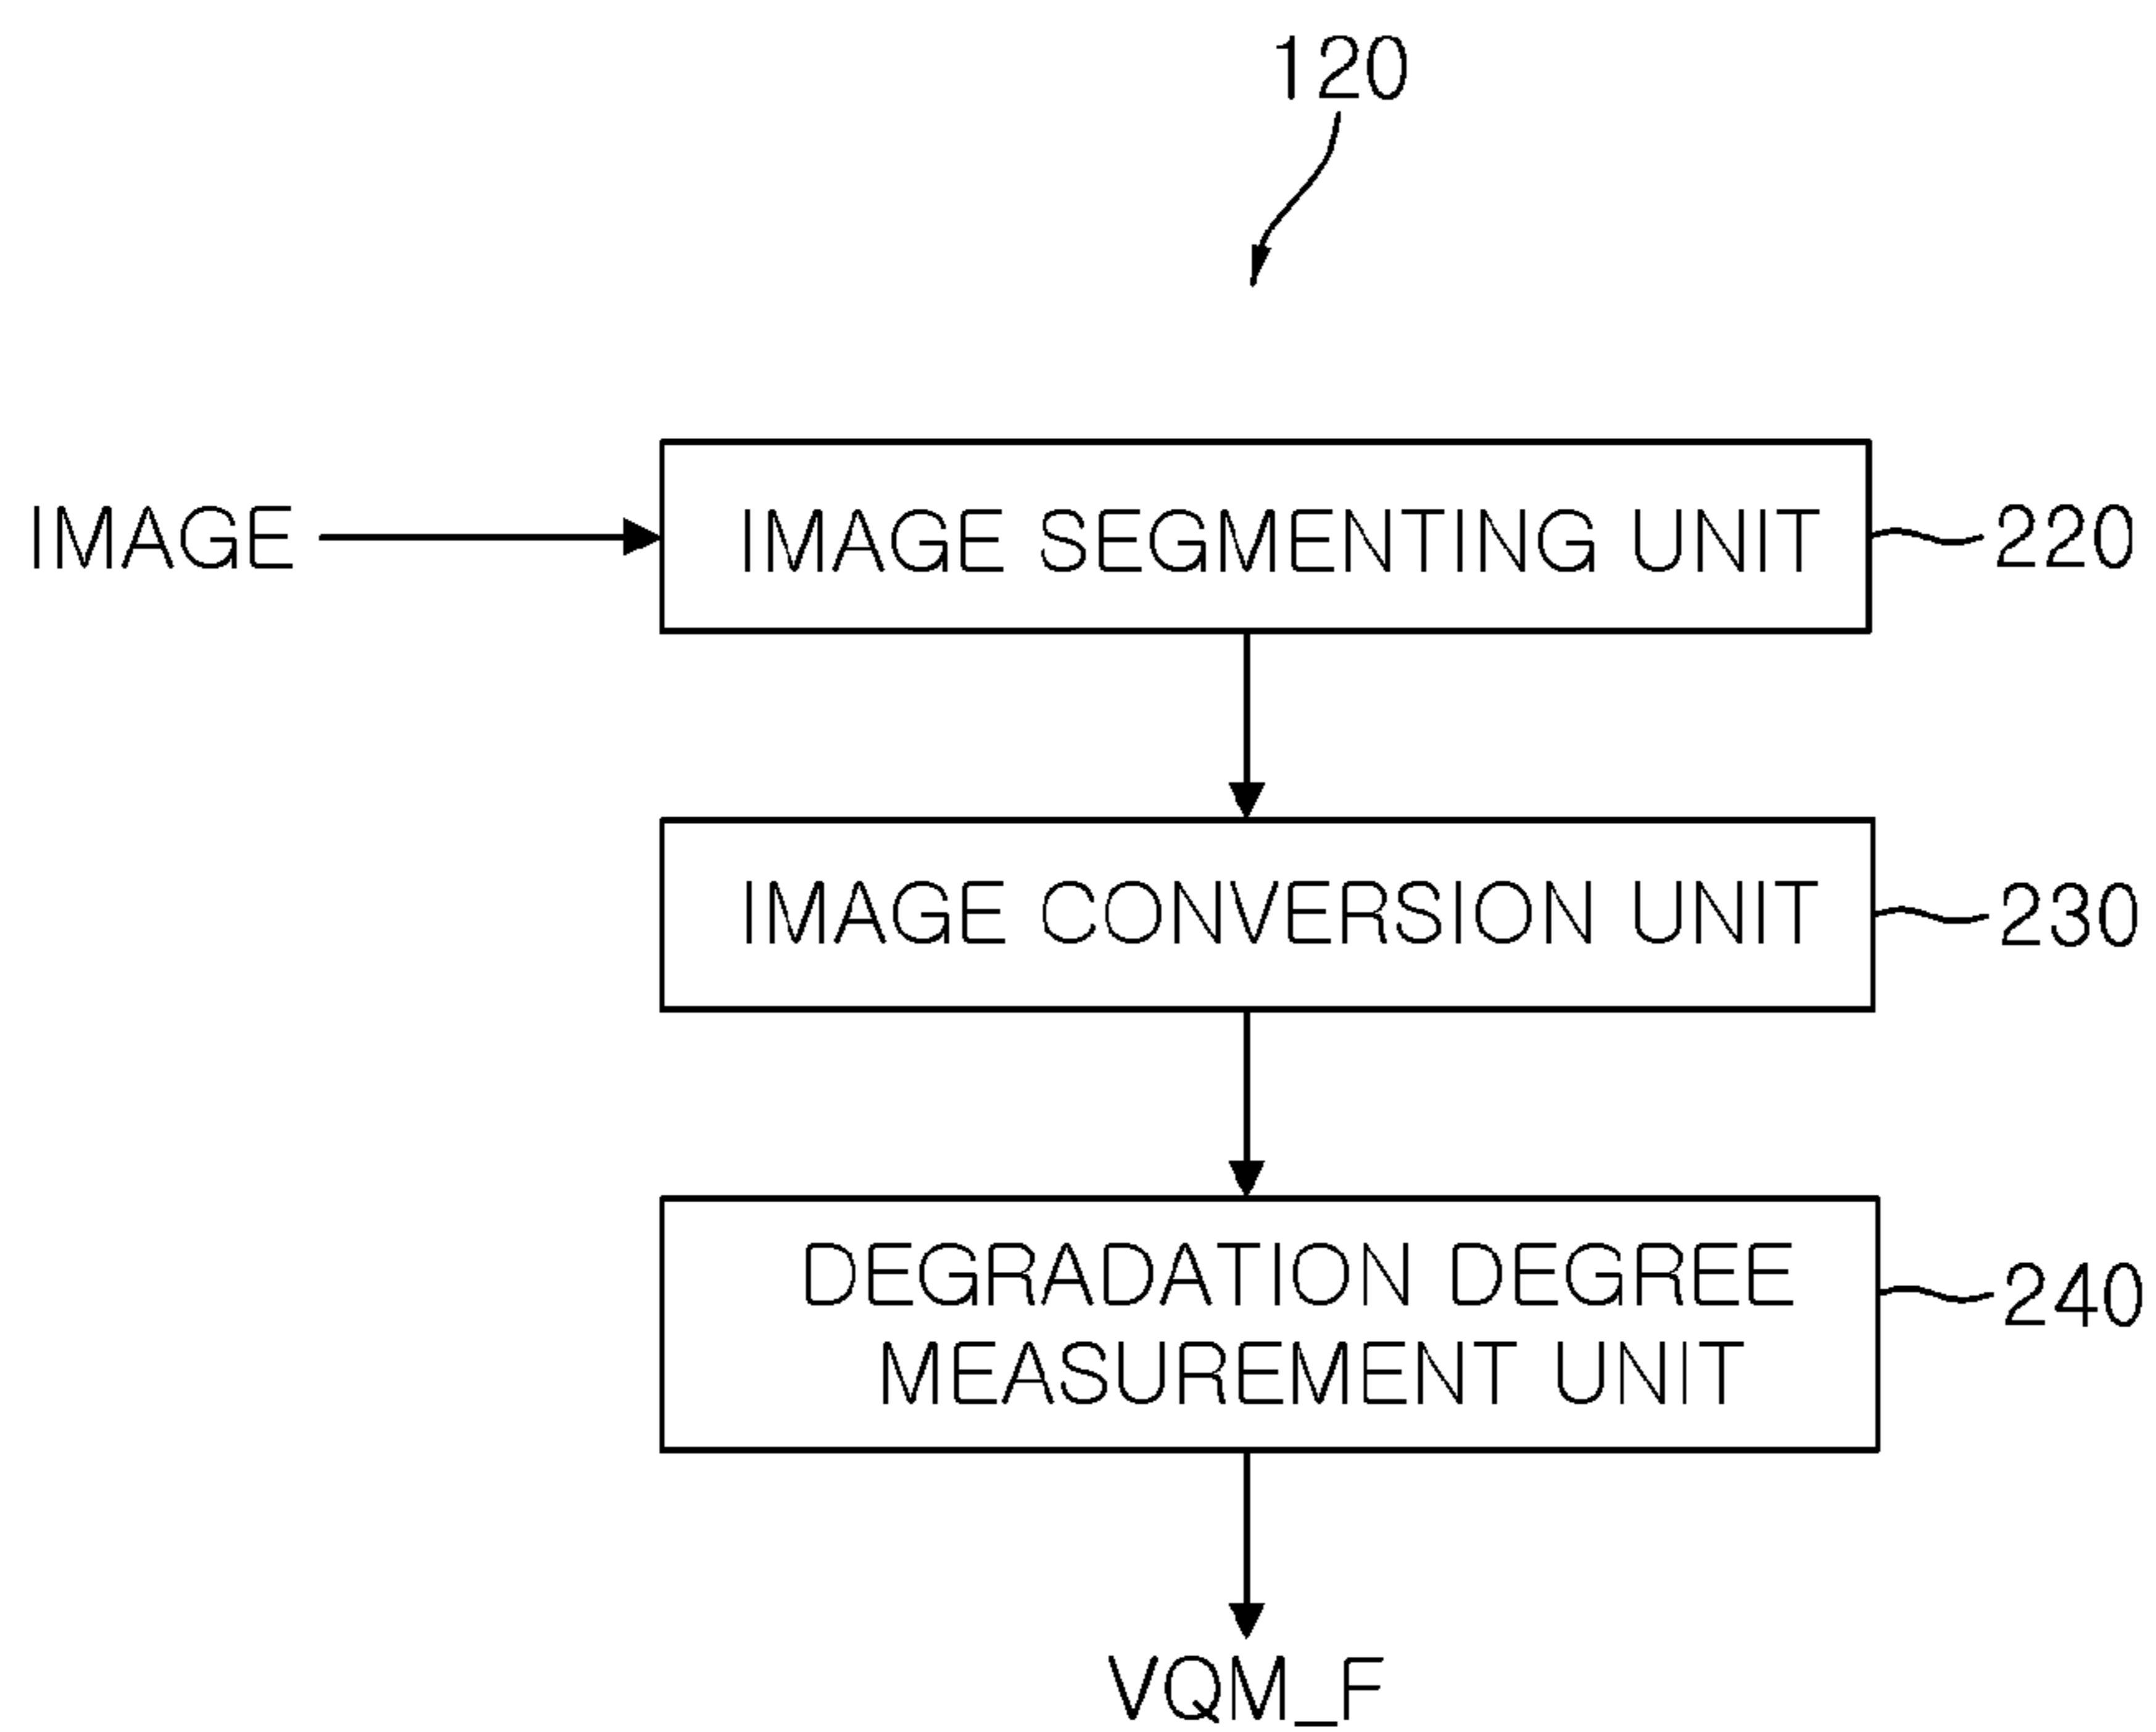 120
IMAGE
IMAGE SEGMENTING UNIT
220
IMAGE CONVERSION UNIT
230
DEGRADATION DEGREE
MEASUREMENT UNIT
240
VQM_F